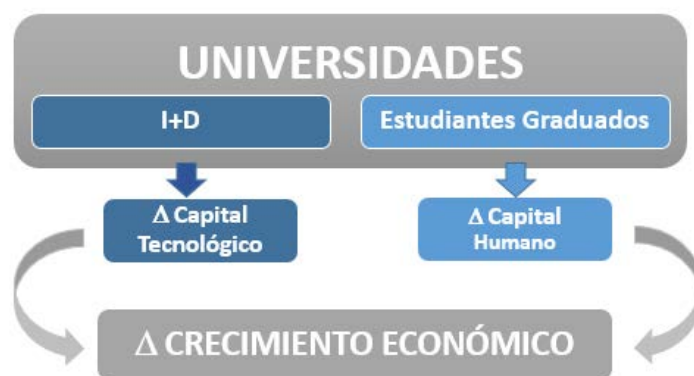 UNIVERSIDADES
I+D
Estudiantes Graduados
Δ Capital
Tecnológico
Δ Capital
Humano
Δ CRECIMIENTO ECONÓMICO